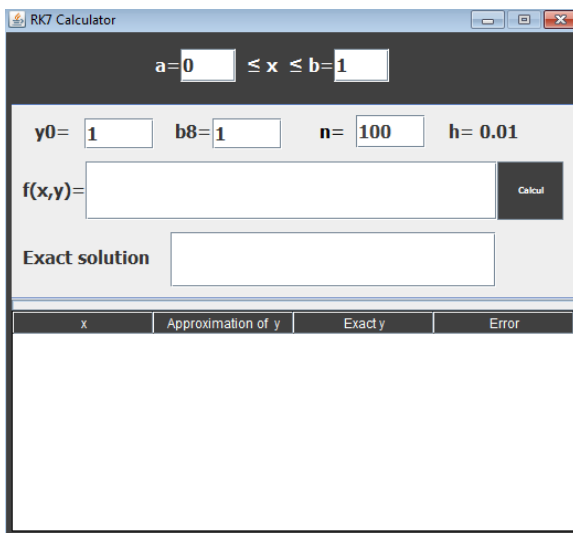 RK7 Calculator
a= 0 ≤ x ≤ b= 1
y0= 1 b8= 1 n= 100 h= 0.01
f(x,y)= Calcul
Exact solution
x Approximation of y Exact y Error